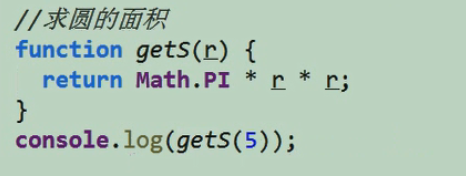 //求圆的面积
function getS(r) {
  return Math.PI * r * r;
}
console.log(getS(5));